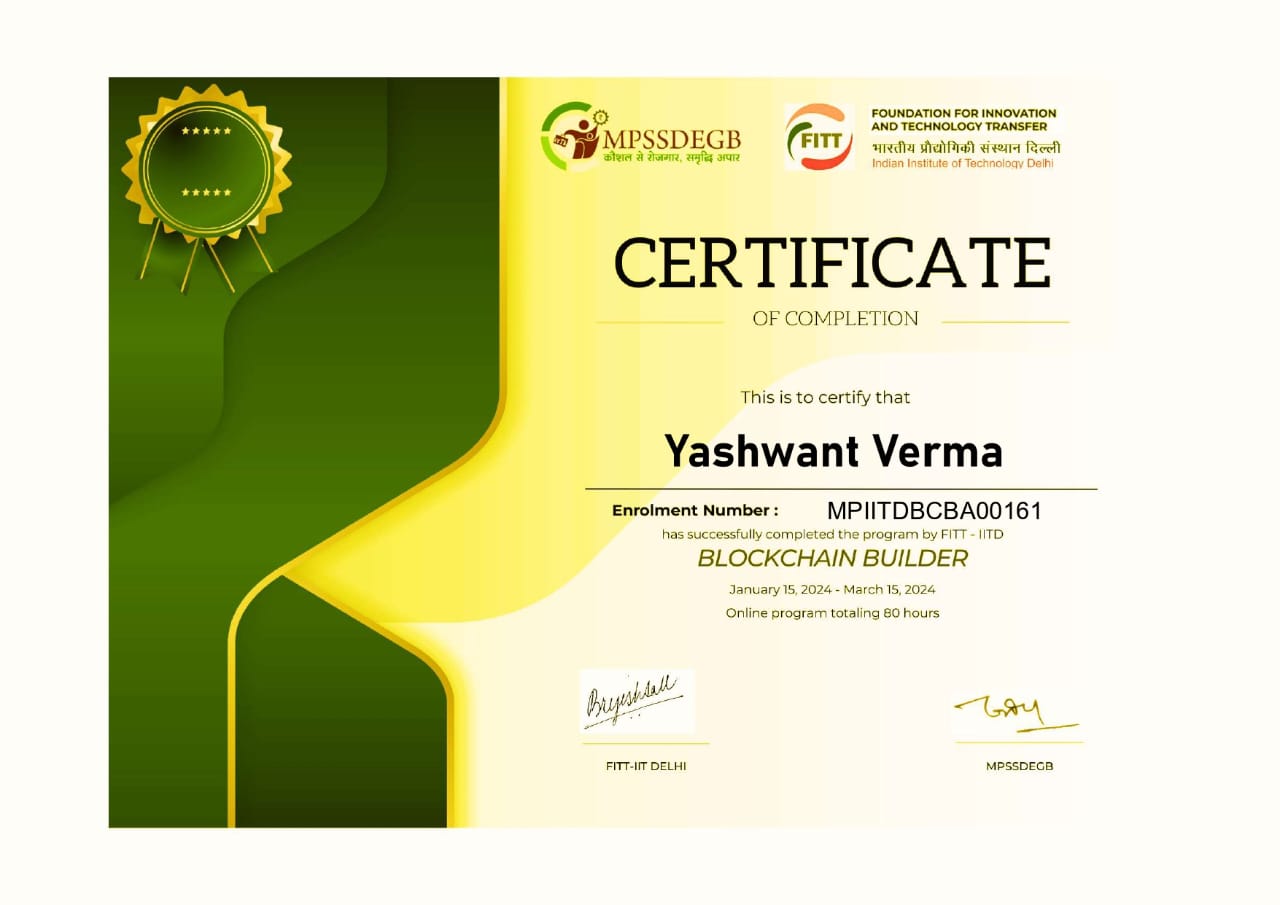 MPSSDEGB
कौशल से रोजगार, समृद्धि अपार
FITT
FOUNDATION FOR INNOVATION
AND TECHNOLOGY TRANSFER
भारतीय प्रौद्योगिकी संस्थान दिल्ली
Indian Institute of Technology Delhi
CERTIFICATE
OF COMPLETION
This is to certify that
Yashwant Verma
Enrolment Number : MPIITDBCBA00161
has successfully completed the program by FITT - IITD
BLOCKCHAIN BUILDER
January 15, 2024 - March 15, 2024
Online program totaling 80 hours
FITT-IIT DELHI
MPSSDEGB